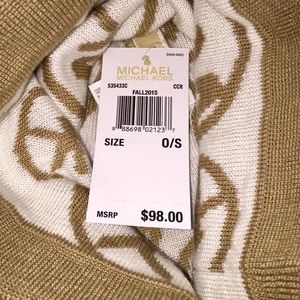 MICHAEL
MICHAEL KORS
535433C CCR
FALL2015
8 88698 02123 7
SIZE O/S
MSRP $98.00